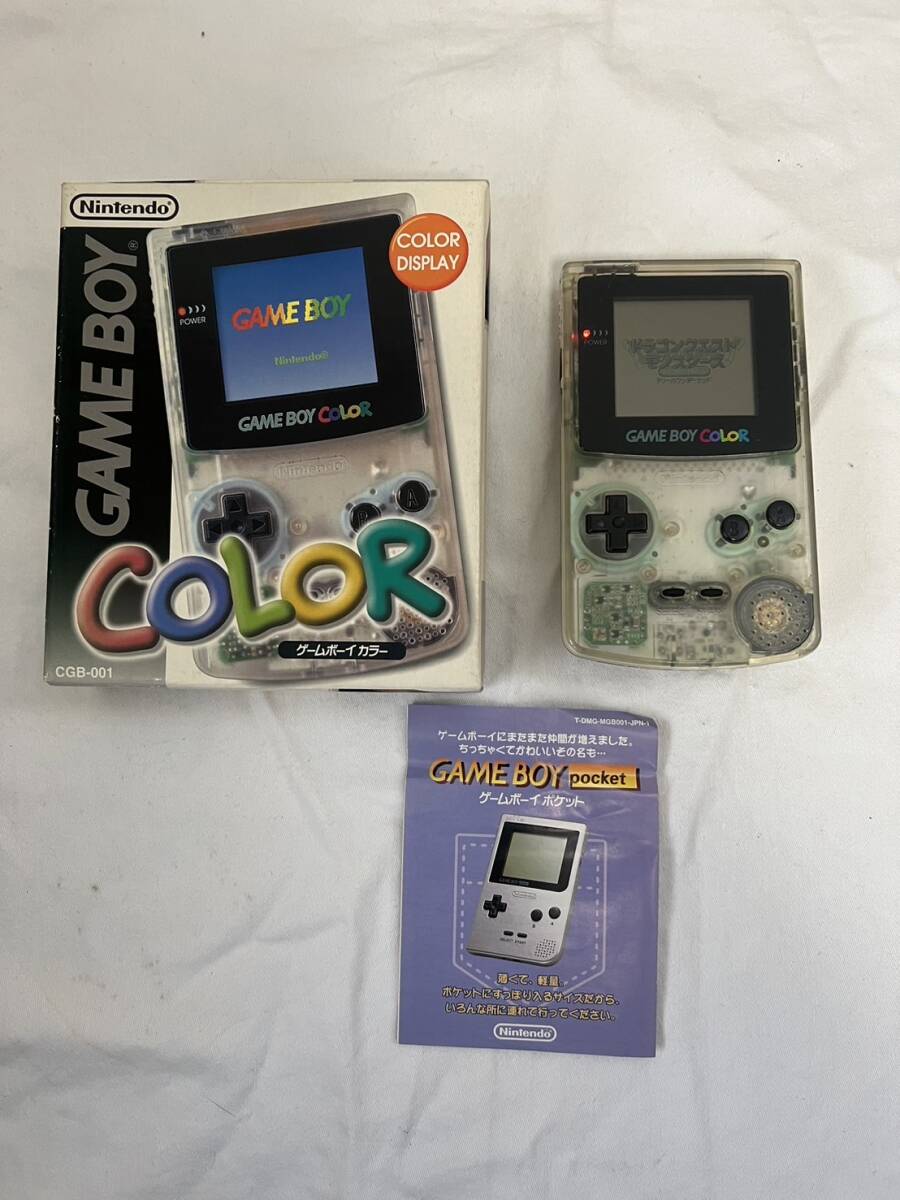 Nintendo
GAME BOY®
COLOR
DISPLAY
POWER
GAME BOY
Nintendo®
GAME BOY COLOR
Nintendo
A
COLOR
ゲームボーイ カラー
CGB-001
POWER
ドラゴンクエスト
モンスターズ
GAME BOY COLOR
T-DMG-MGB001-JPN-1
ゲームボーイにまたまた仲間が増えました。
ちっちゃくてかわいいその名も…
GAME BOY pocket
ゲームボーイ ポケット
Nintendo
B A
SELECT START
薄くて、軽量。
ポケットにすっぽり入るサイズだから、
いろんな所に連れて行ってください。
Nintendo